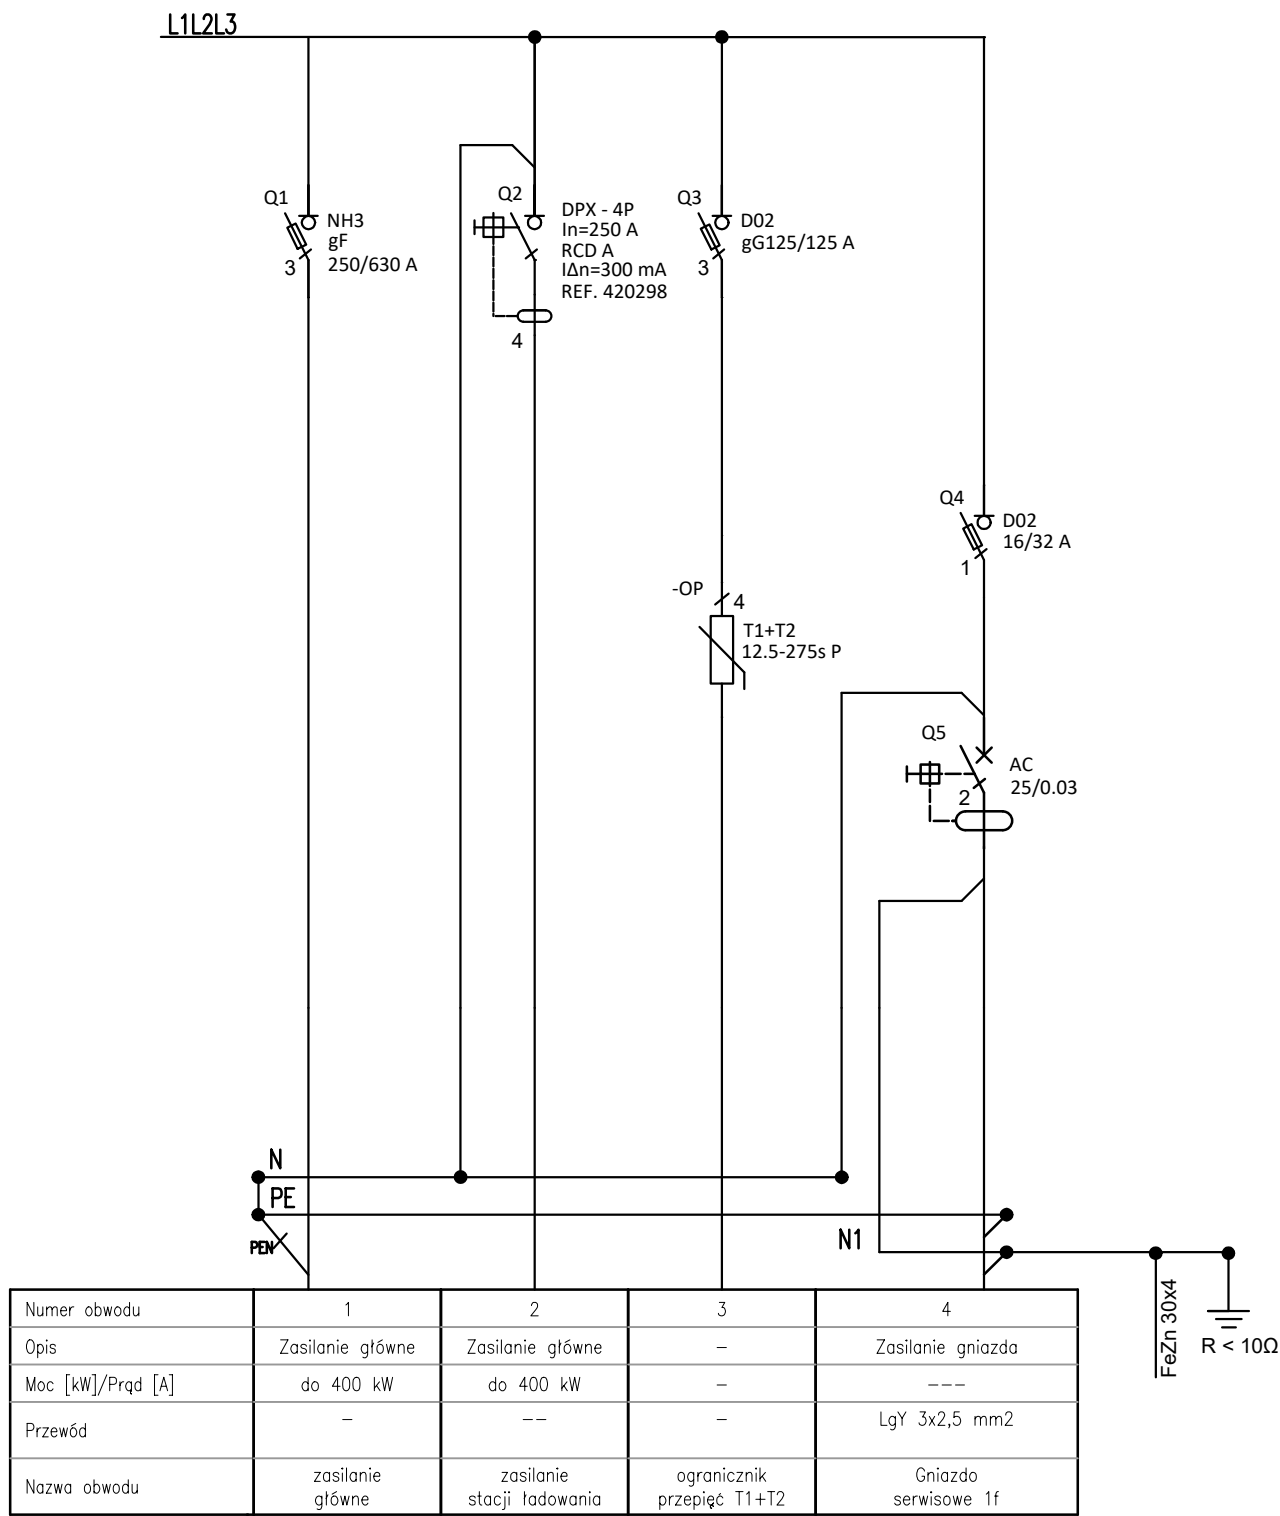 L1L2L3
Q1
NH3
gF
250/630 A
3
Q2
DPX - 4P
In=250 A
RCD A
IΔn=300 mA
REF. 420298
4
Q3
D02
gG125/125 A
3
Q4
D02
16/32 A
1
-OP
4
T1+T2
12.5-275s P
Q5
AC
25/0.03
2
N
PE
PEN
N1
FeZn 30x4
R < 10Ω
Numer obwodu 1 2 3 4
Opis Zasilanie główne Zasilanie główne – Zasilanie gniazda
Moc [kW]/Prąd [A] do 400 kW do 400 kW – ---
Przewód – -- – LgY 3x2,5 mm2
Nazwa obwodu
zasilanie
główne
zasilanie
stacji ładowania
ogranicznik
przepięć T1+T2
Gniazdo
serwisowe 1f